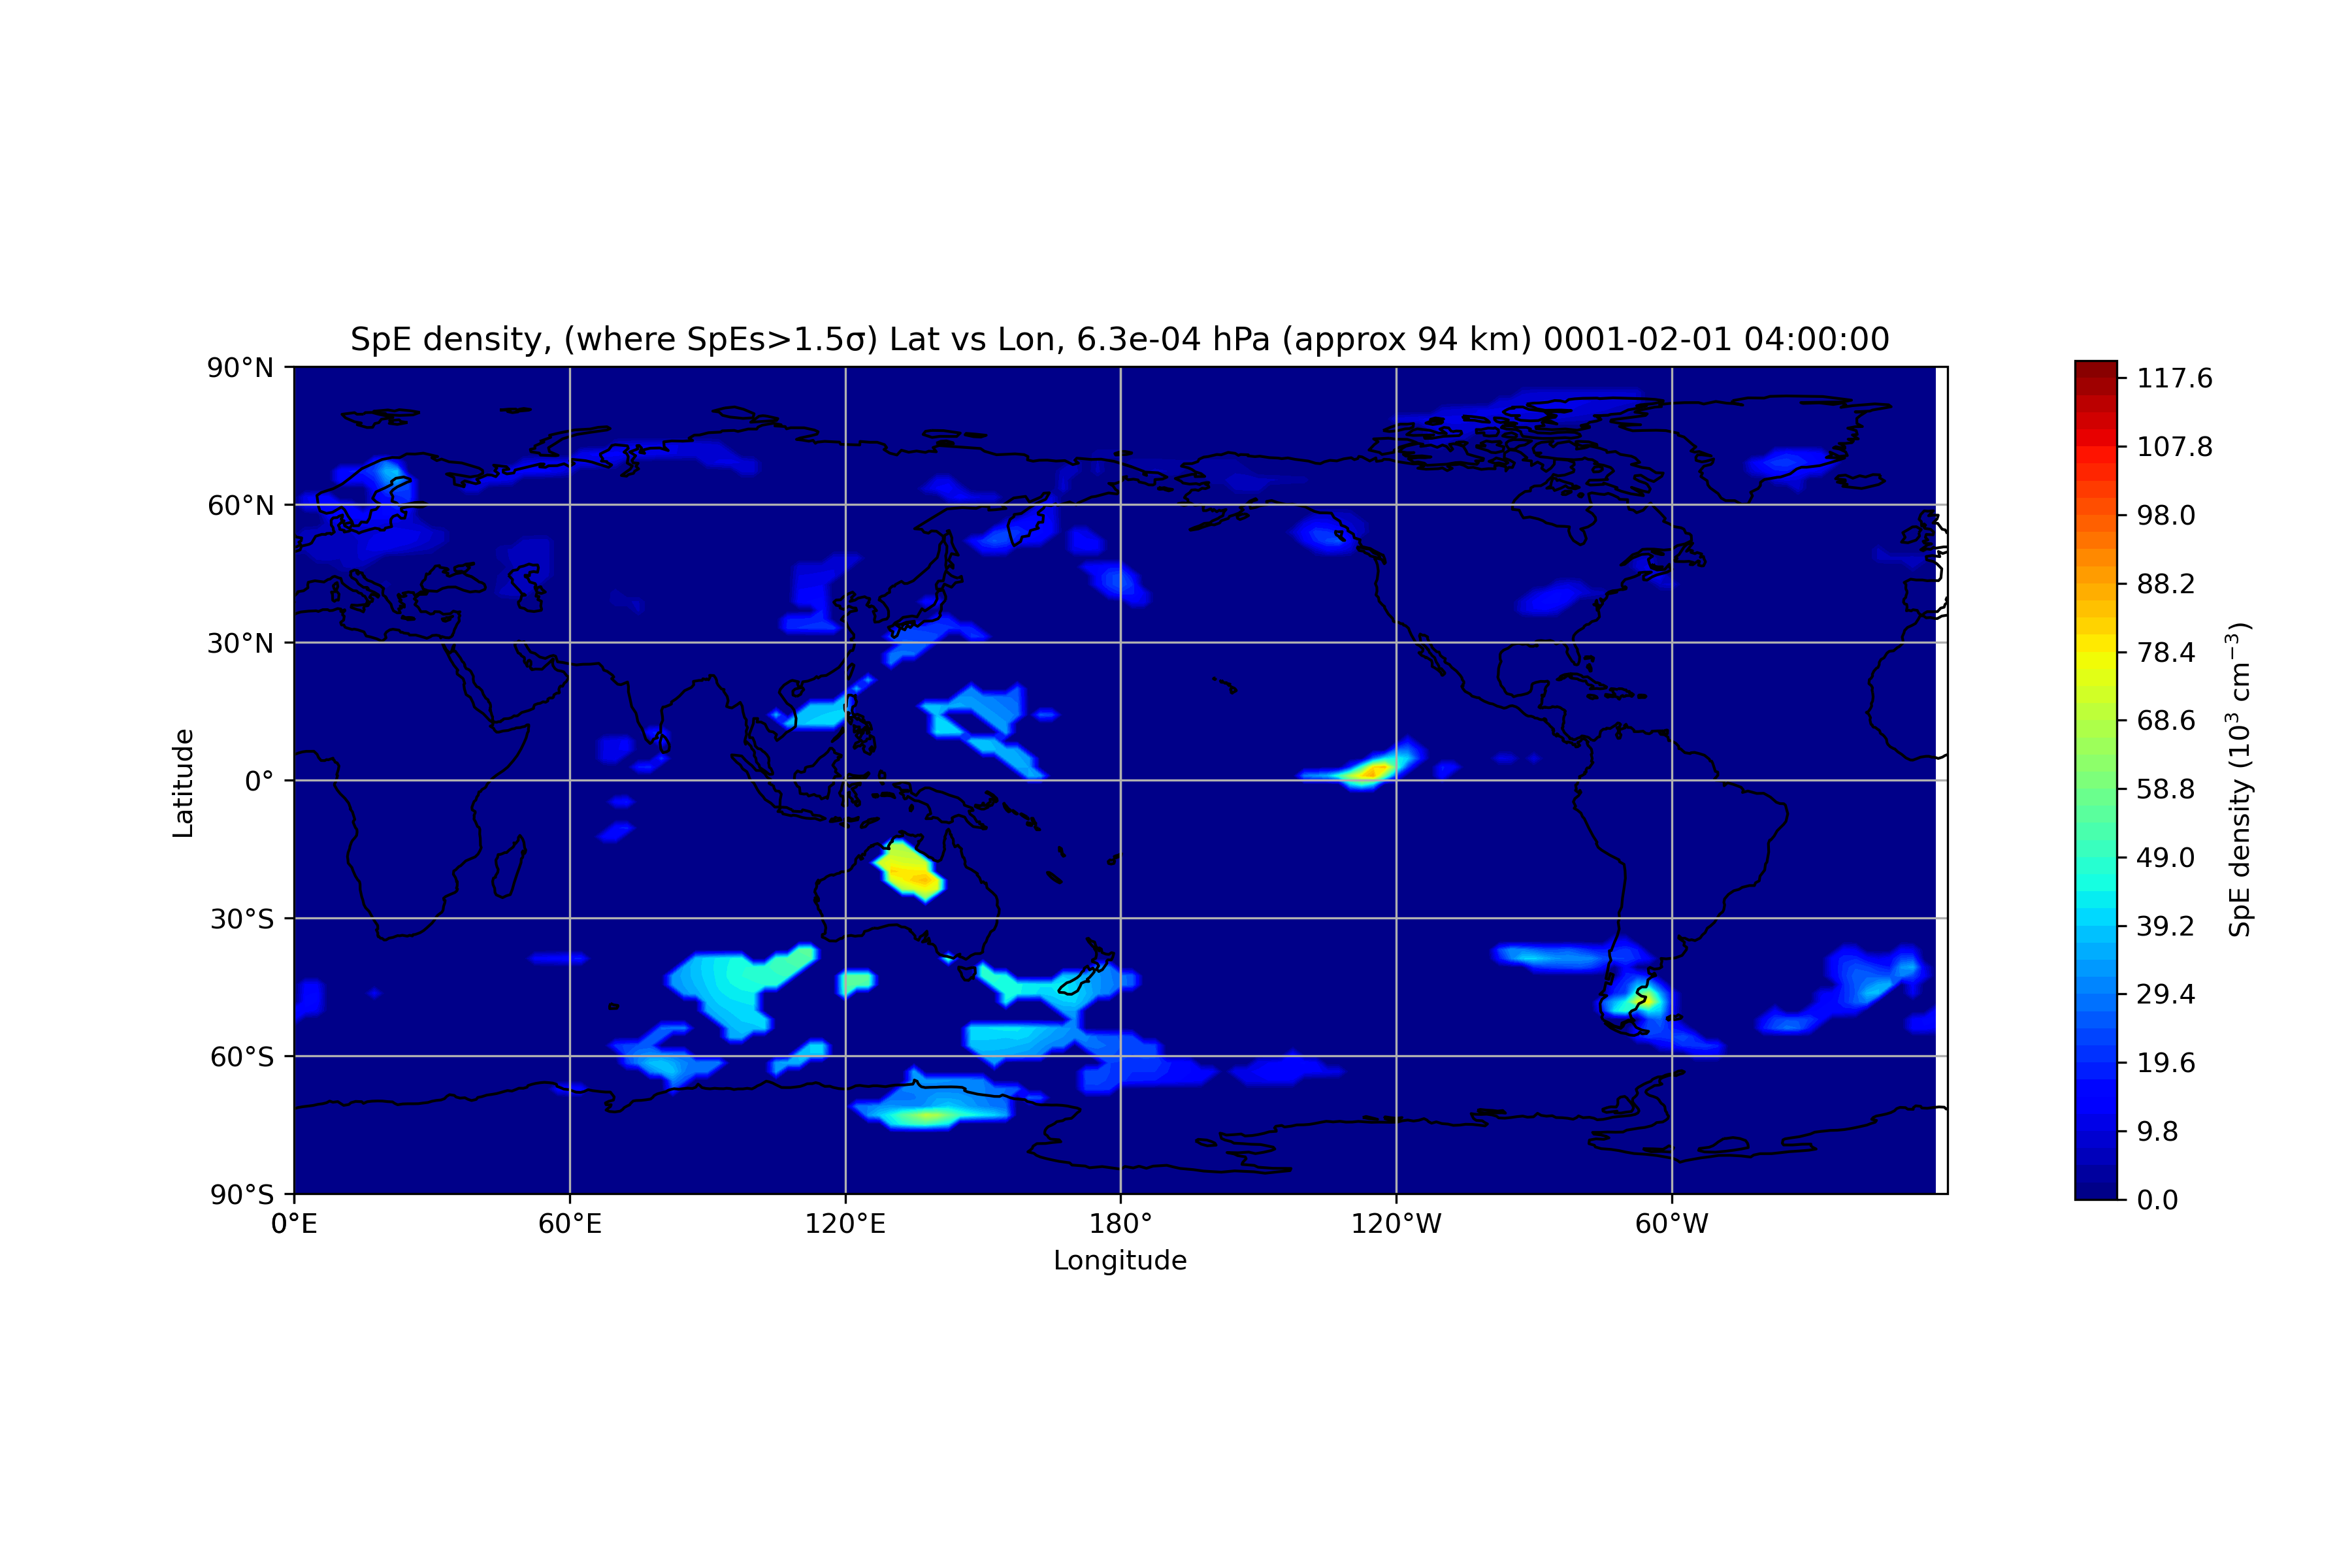 SpE density, (where SpEs>1.5σ) Lat vs Lon, 6.3e-04 hPa (approx 94 km) 0001-02-01 04:00:00
90°N
60°N
30°N
0°
30°S
60°S
90°S
Latitude
0°E
60°E
120°E
180°
120°W
60°W
Longitude
117.6
107.8
98.0
88.2
78.4
68.6
58.8
49.0
39.2
29.4
19.6
9.8
0.0
SpE density (10³ cm⁻³)